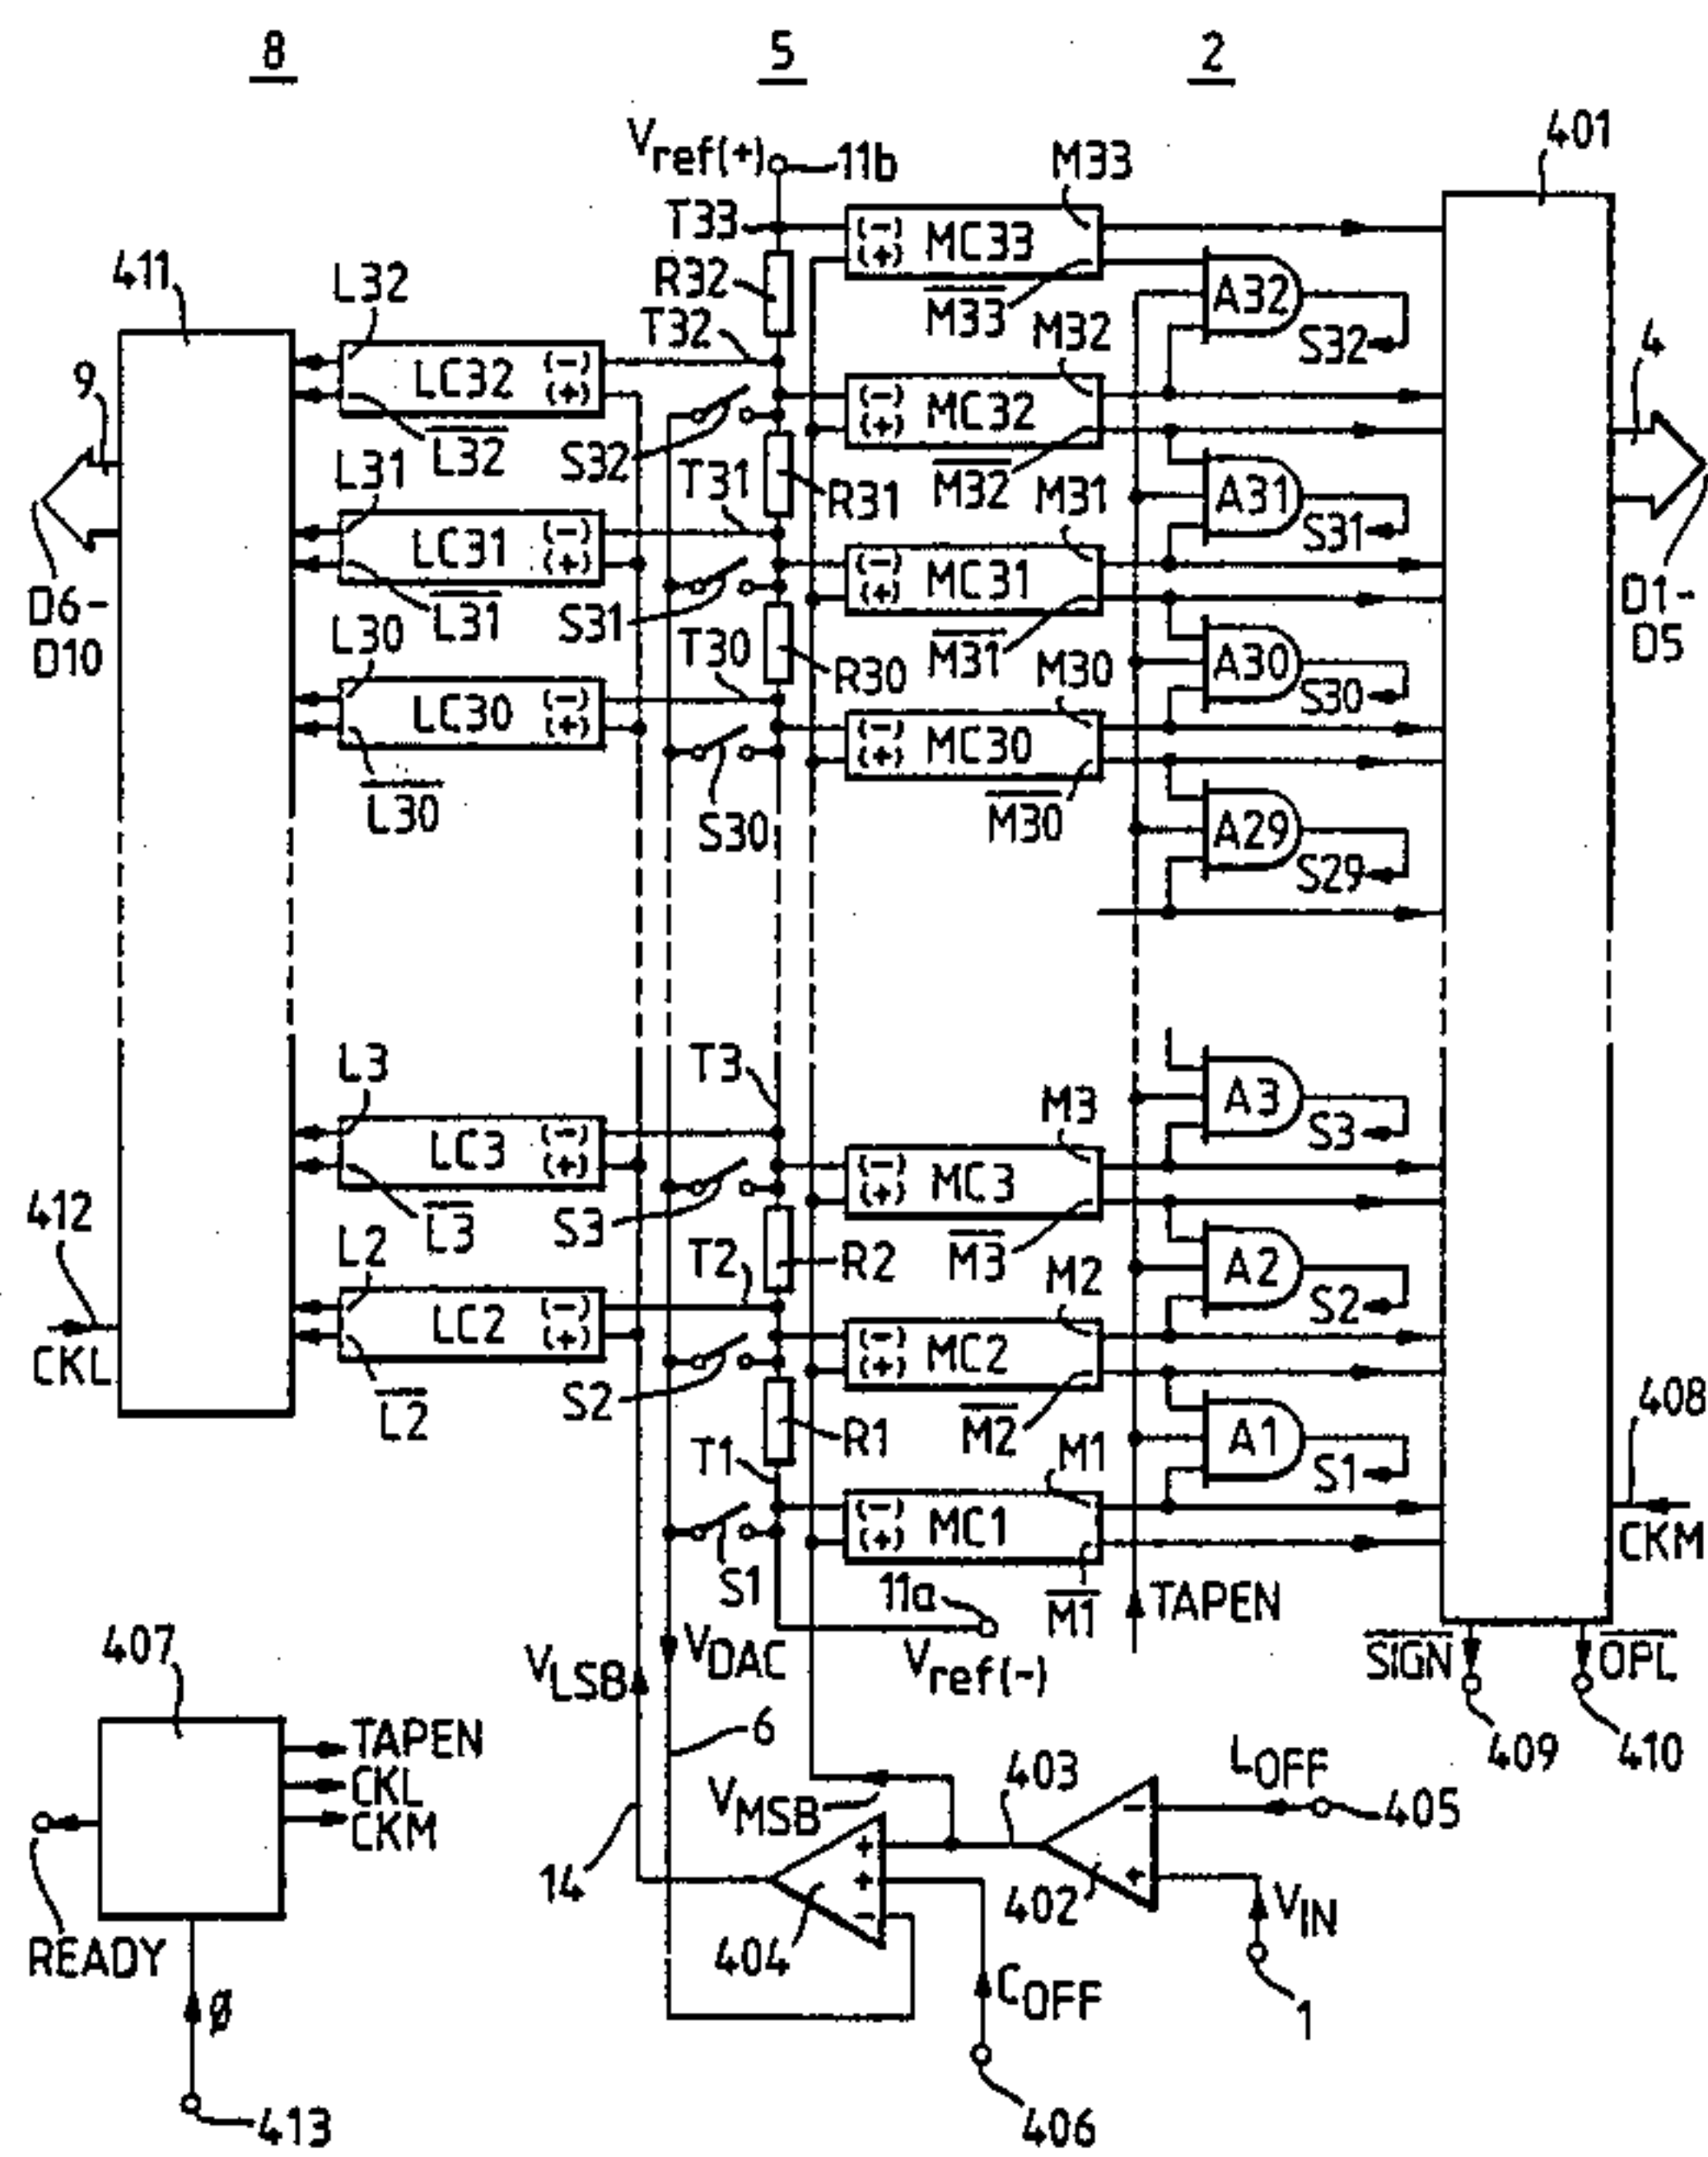 8 5 2
Vref(+) 11b M33 401
T33 (-) (+) MC33
411 L32 R32 M33 A32
T32 M32 S32 4
9 LC32 (-) (+) (-) (+) MC32
L32 S32 M32 A31
L31 T31 R31 M31 S31
LC31 (-) (+) (-) (+) MC31
D6-D10 L31 S31 M31 A30 D1-D5
L30 T30 R30 M30 S30
LC30 (-) (+) (-) (+) MC30
L30 S30 M30 A29
S29
L3 T3 M3 A3
LC3 (-) (+) (-) (+) MC3 S3
412 L3 S3 M3 A2
L2 T2 R2 M2 S2
CKL LC2 (-) (+) (-) (+) MC2
L2 S2 M2 A1 408
T1 R1 M1 S1
(-) (+) MC1 CKM
S1 11a M1 TAPEN
407 VLSB VDAC Vref(-) SIGN OPL
TAPEN 6 409 410
CKL VMSB 403 LOFF 405
CKM
14 404 402 VIN
READY COFF 1
ø
413 406